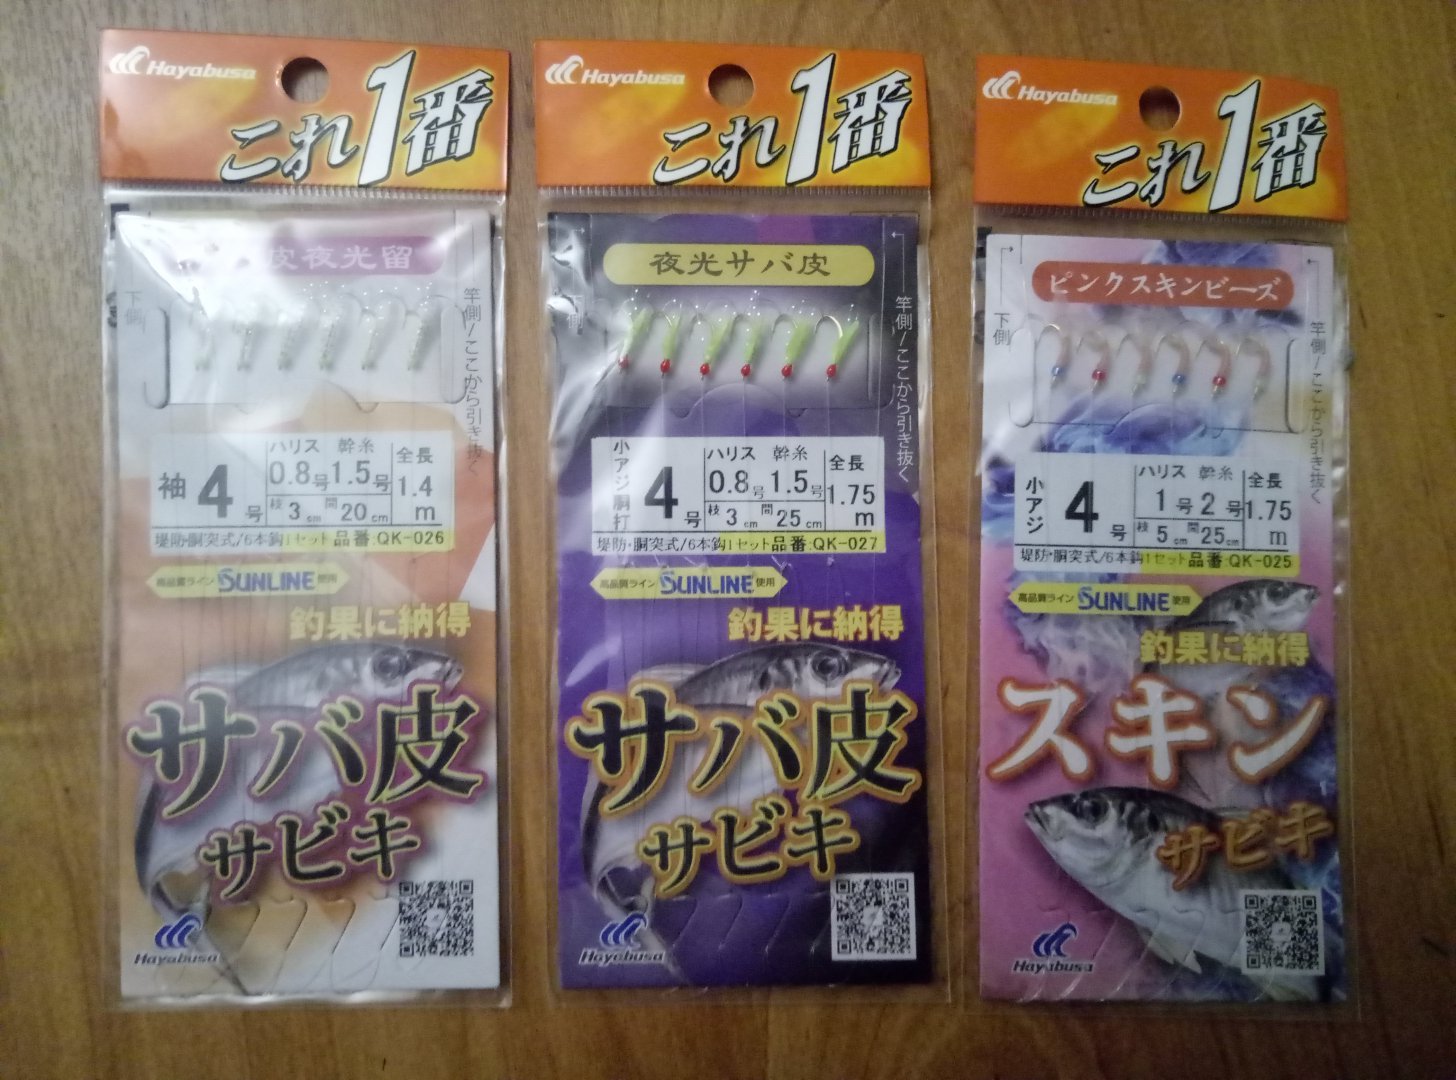 Hayabusa
これ1番
皮夜光留
下側
竿側/ここから引き抜く
袖 4号
ハリス 幹糸 全長
0.8号 1.5号 1.4m
枝 3cm 間 20cm
堤防・胴突式/6本鈎1セット 品番:QK-026
高品質ライン SUNLINE 使用
釣果に納得
サバ皮
サビキ
Hayabusa
Hayabusa
これ1番
夜光サバ皮
下側
竿側/ここから引き抜く
小アジ胴打 4号
ハリス 幹糸 全長
0.8号 1.5号 1.75m
枝 3cm 間 25cm
堤防・胴突式/6本鈎1セット 品番:QK-027
高品質ライン SUNLINE 使用
釣果に納得
サバ皮
サビキ
Hayabusa
Hayabusa
これ1番
ピンクスキンビーズ
下側
竿側/ここから引き抜く
小アジ 4号
ハリス 幹糸 全長
1号 2号 1.75m
枝 5cm 間 25cm
堤防・胴突式/6本鈎1セット 品番:QK-025
高品質ライン SUNLINE 使用
釣果に納得
スキン
サビキ
Hayabusa